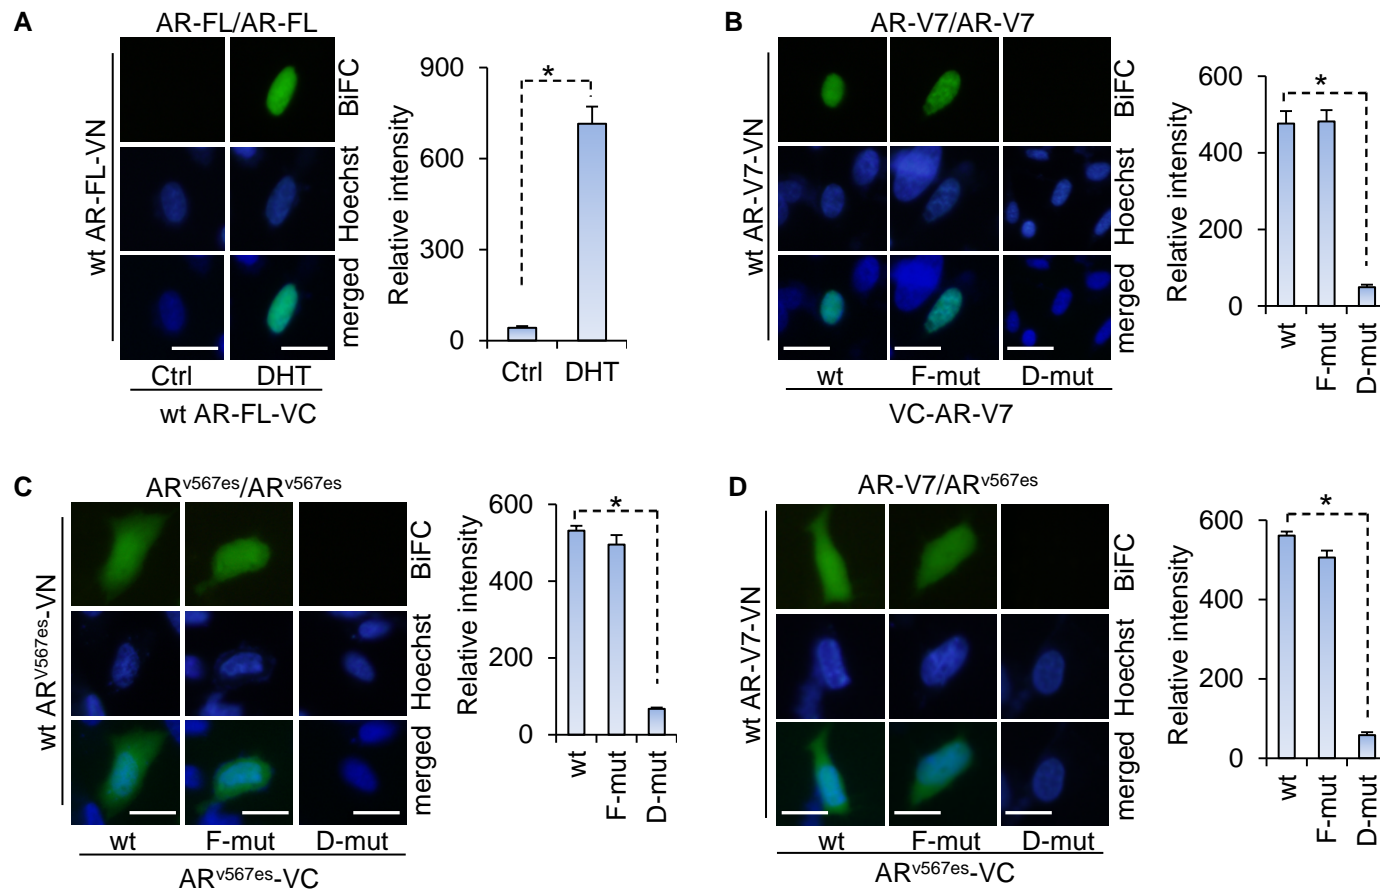 A
AR-FL/AR-FL
wt AR-FL-VN
BiFC
Hoechst
merged
Ctrl
DHT
wt AR-FL-VC
Relative intensity
900
600
300
0
*
Ctrl
DHT
B
AR-V7/AR-V7
wt AR-V7-VN
BiFC
Hoechst
merged
wt
F-mut
D-mut
VC-AR-V7
Relative intensity
600
400
200
0
*
wt
F-mut
D-mut
C
ARv567es/ARv567es
wt ARV567es-VN
BiFC
Hoechst
merged
wt
F-mut
D-mut
ARv567es-VC
Relative intensity
600
400
200
0
*
wt
F-mut
D-mut
D
AR-V7/ARv567es
wt AR-V7-VN
BiFC
Hoechst
merged
wt
F-mut
D-mut
ARv567es-VC
Relative intensity
600
400
200
0
*
wt
F-mut
D-mut